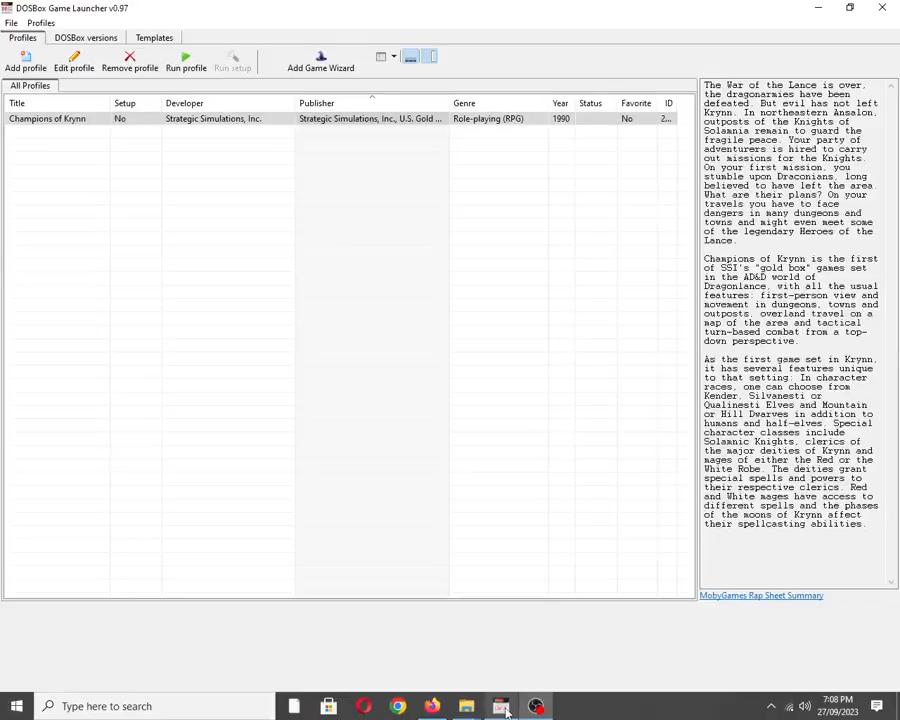 DOSBox Game Launcher v0.97
File Profiles
Profiles DOSBox versions Templates
Add profile Edit profile Remove profile Run profile Run setup Add Game Wizard
All Profiles
Title Setup Developer Publisher Genre Year Status Favorite ID
Champions of Krynn No Strategic Simulations, Inc. Strategic Simulations, Inc., U.S. Gold ... Role-playing (RPG) 1990 No 2...
The War of the Lance is over,
the dragonarmies have been
defeated. But evil has not left
Krynn. In northeastern Ansalon,
outposts of the Knights of
Solamnia remain to guard the
fragile peace. Your party of
adventurers is hired to carry
out missions for the Knights.
On your first mission, you
stumble upon Draconians, long
believed to have left the area.
What are their plans? On your
travels you have to face
dangers in many dungeons and
towns and might even meet some
of the legendary Heroes of the
Lance.
Champions of Krynn is the first
of SSI's "gold box" games set
in the AD&D world of
Dragonlance, with all the usual
features: first-person view and
movement in dungeons, towns and
outposts, overland travel on a
map of the area and tactical
turn-based combat from a top-
down perspective.
As the first game set in Krynn,
it has several features unique
to that setting: In character
races, one can choose from
Kender, Silvanesti or
Qualinesti Elves and Mountain
or Hill Dwarves in addition to
humans and half-elves. Special
character classes include
Solamnic Knights, clerics of
the major deities of Krynn and
mages of either the Red or the
White Robe. The deities grant
special spells and powers to
their respective clerics. Red
and White mages have access to
different spells and the phases
of the moons of Krynn affect
their spellcasting abilities.
MobyGames Rap Sheet Summary
Type here to search
7:08 PM
27/09/2023